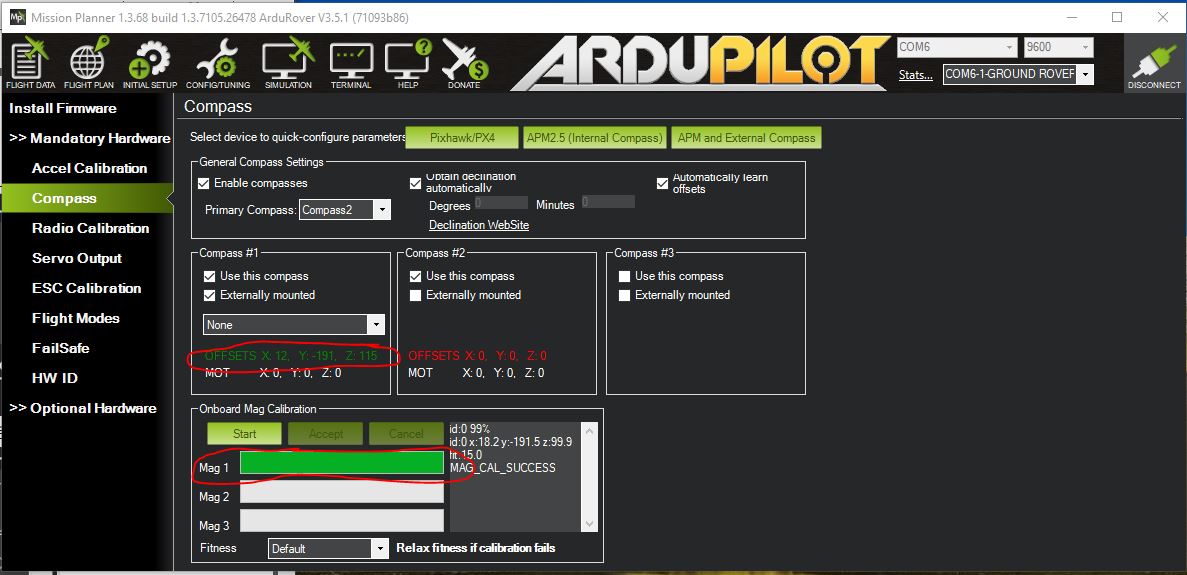 Mission Planner 1.3.68 build 1.3.7105.26478 ArduRover V3.5.1 (71093b86)
FLIGHT DATA FLIGHT PLAN INITIAL SETUP CONFIG/TUNING SIMULATION TERMINAL HELP DONATE
ARDUPILOT
COM6 9600
Stats... COM6-1-GROUND ROVER
DISCONNECT
Install Firmware
>> Mandatory Hardware
Accel Calibration
Compass
Radio Calibration
Servo Output
ESC Calibration
Flight Modes
FailSafe
HW ID
>> Optional Hardware
Compass
Select device to quick-configure parameters Pixhawk/PX4 APM2.5 (Internal Compass) APM and External Compass
General Compass Settings
Enable compasses
Primary Compass: Compass2
Obtain declination
automatically
Degrees 0 Minutes 0
Declination WebSite
Automatically learn
offsets
Compass #1
Use this compass
Externally mounted
None
OFFSETS X: 12, Y: -191, Z: 115
MOT X: 0, Y: 0, Z: 0
Compass #2
Use this compass
Externally mounted
OFFSETS X: 0, Y: 0, Z: 0
MOT X: 0, Y: 0, Z: 0
Compass #3
Use this compass
Externally mounted
Onboard Mag Calibration
Start Accept Cancel
Mag 1
Mag 2
Mag 3
id:0 99%
id:0 x:18.2 y:-191.5 z:99.9
fit:15.0
MAG_CAL_SUCCESS
Fitness Default Relax fitness if calibration fails